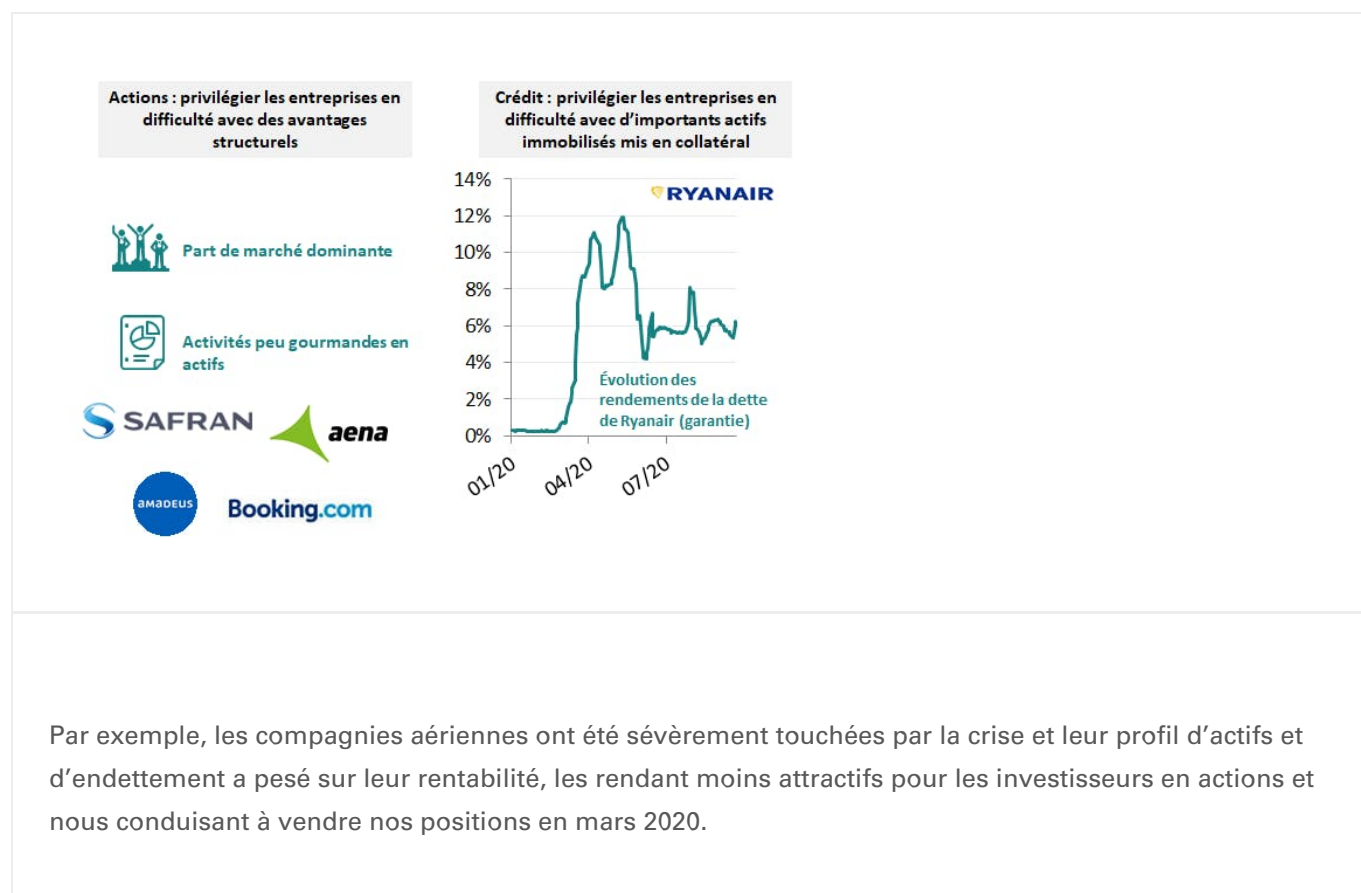 Actions : privilégier les entreprises en
difficulté avec des avantages
structurels
Part de marché dominante
Activités peu gourmandes en
actifs
SAFRAN
aena
amadeus
Booking.com
Crédit : privilégier les entreprises en
difficulté avec d'importants actifs
immobilisés mis en collatéral
14%
RYANAIR
12%
10%
8%
6%
4%
2%
0%
Évolution des
rendements de la dette
de Ryanair (garantie)
01/20
04/20
07/20
Par exemple, les compagnies aériennes ont été sévèrement touchées par la crise et leur profil d'actifs et
d'endettement a pesé sur leur rentabilité, les rendant moins attractifs pour les investisseurs en actions et
nous conduisant à vendre nos positions en mars 2020.